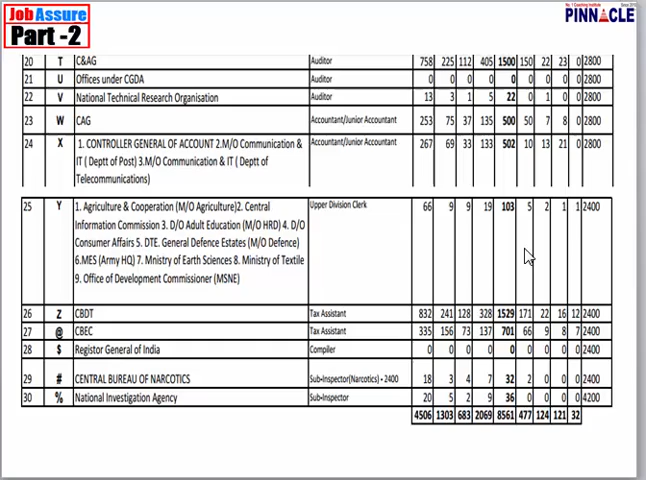 Job Assure
Part -2
No. 1 Coaching Institute
PINNACLE
20 T C&AG Auditor 758 225 112 405 1500 150 22 23 0 2800
21 U Offices under CGDA Auditor 0 0 0 0 0 0 0 0 0 2800
22 V National Technical Research Organisation Auditor 13 3 1 5 22 0 1 0 0 2800
23 W CAG Accountant/Junior Accountant 253 75 37 135 500 50 7 8 0 2800
24 X 1. CONTROLLER GENERAL OF ACCOUNT 2.M/O Communication & Accountant/Junior Accountant 267 69 33 133 502 10 13 21 0 2800
IT ( Deptt of Post) 3.M/O Communication & IT ( Deptt of
Telecommunications)
25 Y 1. Agriculture & Cooperation (M/O Agriculture)2. Central Upper Division Clerk 66 9 9 19 103 5 2 1 1 2400
Information Commission 3. D/O Adult Education (M/O HRD) 4. D/O
Consumer Affairs 5. DTE. General Defence Estates (M/O Defence)
6.MES (Army HQ) 7. Mnistry of Earth Sciences 8. Ministry of Textile
9. Office of Development Commissioner (MSNE)
26 Z CBDT Tax Assistant 832 241 128 328 1529 171 22 16 12 2400
27 @ CBEC Tax Assistant 335 156 73 137 701 66 9 8 7 2400
28 $ Registor General of India Compiler 0 0 0 0 0 0 0 0 0 2400
29 # CENTRAL BUREAU OF NARCOTICS Sub-Inspector(Narcotics) - 2400 18 3 4 7 32 2 0 0 0 2400
30 % National Investigation Agency Sub-Inspector 20 5 2 9 36 0 0 0 0 4200
4506 1303 683 2069 8561 477 124 121 32